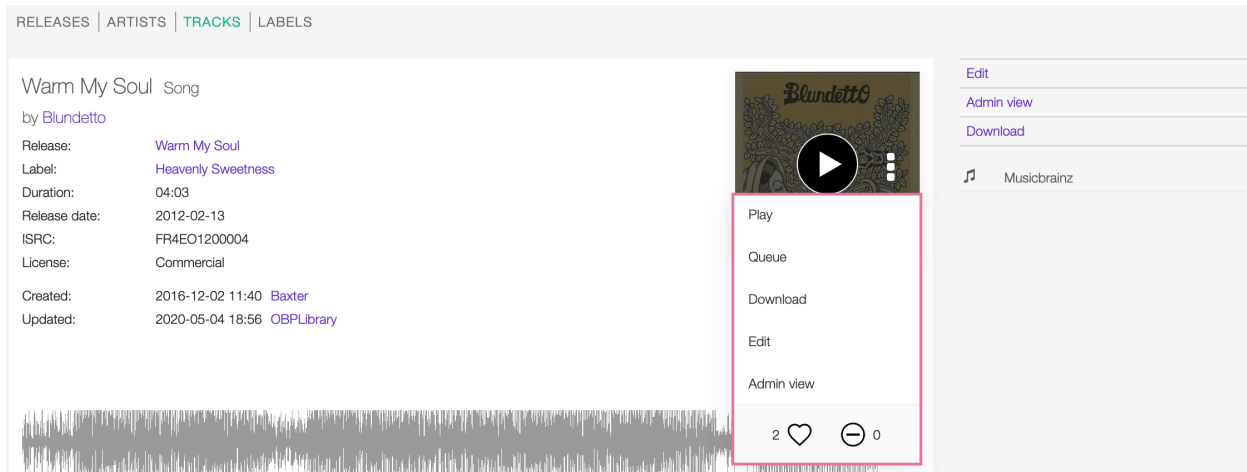 RELEASES ARTISTS TRACKS LABELS
Warm My Soul Song
by Blundetto
Release: Warm My Soul
Label: Heavenly Sweetness
Duration: 04:03
Release date: 2012-02-13
ISRC: FR4EO1200004
License: Commercial
Created: 2016-12-02 11:40 Baxter
Updated: 2020-05-04 18:56 OBPLibrary
Blundetto
Play
Queue
Download
Edit
Admin view
2 0
Edit
Admin view
Download
Musicbrainz